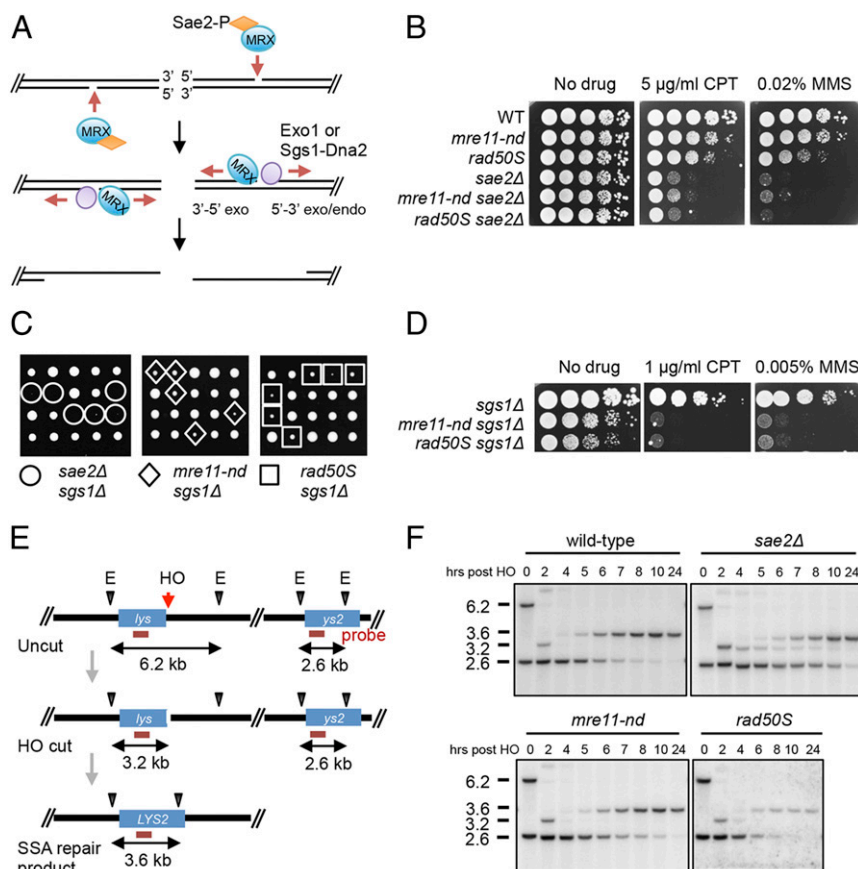 A
Sae2-P
MRX
3' 5'
5' 3'
MRX
Exo1 or
Sgs1-Dna2
MRX
MRX
3'-5' exo
5'-3' exo/endo
B
No drug
5 µg/ml CPT
0.02% MMS
WT
mre11-nd
rad50S
sae2Δ
mre11-nd sae2Δ
rad50S sae2Δ
C
sae2Δ
sgs1Δ
mre11-nd
sgs1Δ
rad50S
sgs1Δ
D
No drug
1 µg/ml CPT
0.005% MMS
sgs1Δ
mre11-nd sgs1Δ
rad50S sgs1Δ
E
E HO E E E
lys
ys2
probe
Uncut
6.2 kb
2.6 kb
lys
ys2
HO cut
3.2 kb
2.6 kb
LYS2
SSA repair
product
3.6 kb
F
wild-type
sae2Δ
hrs post HO
0 2 4 5 6 7 8 10 24
0 2 4 5 6 7 8 10 24
6.2
3.6
3.2
2.6
mre11-nd
rad50S
hrs post HO
0 2 4 5 6 7 8 10 24
0 2 4 6 8 10 24
6.2
3.6
3.2
2.6